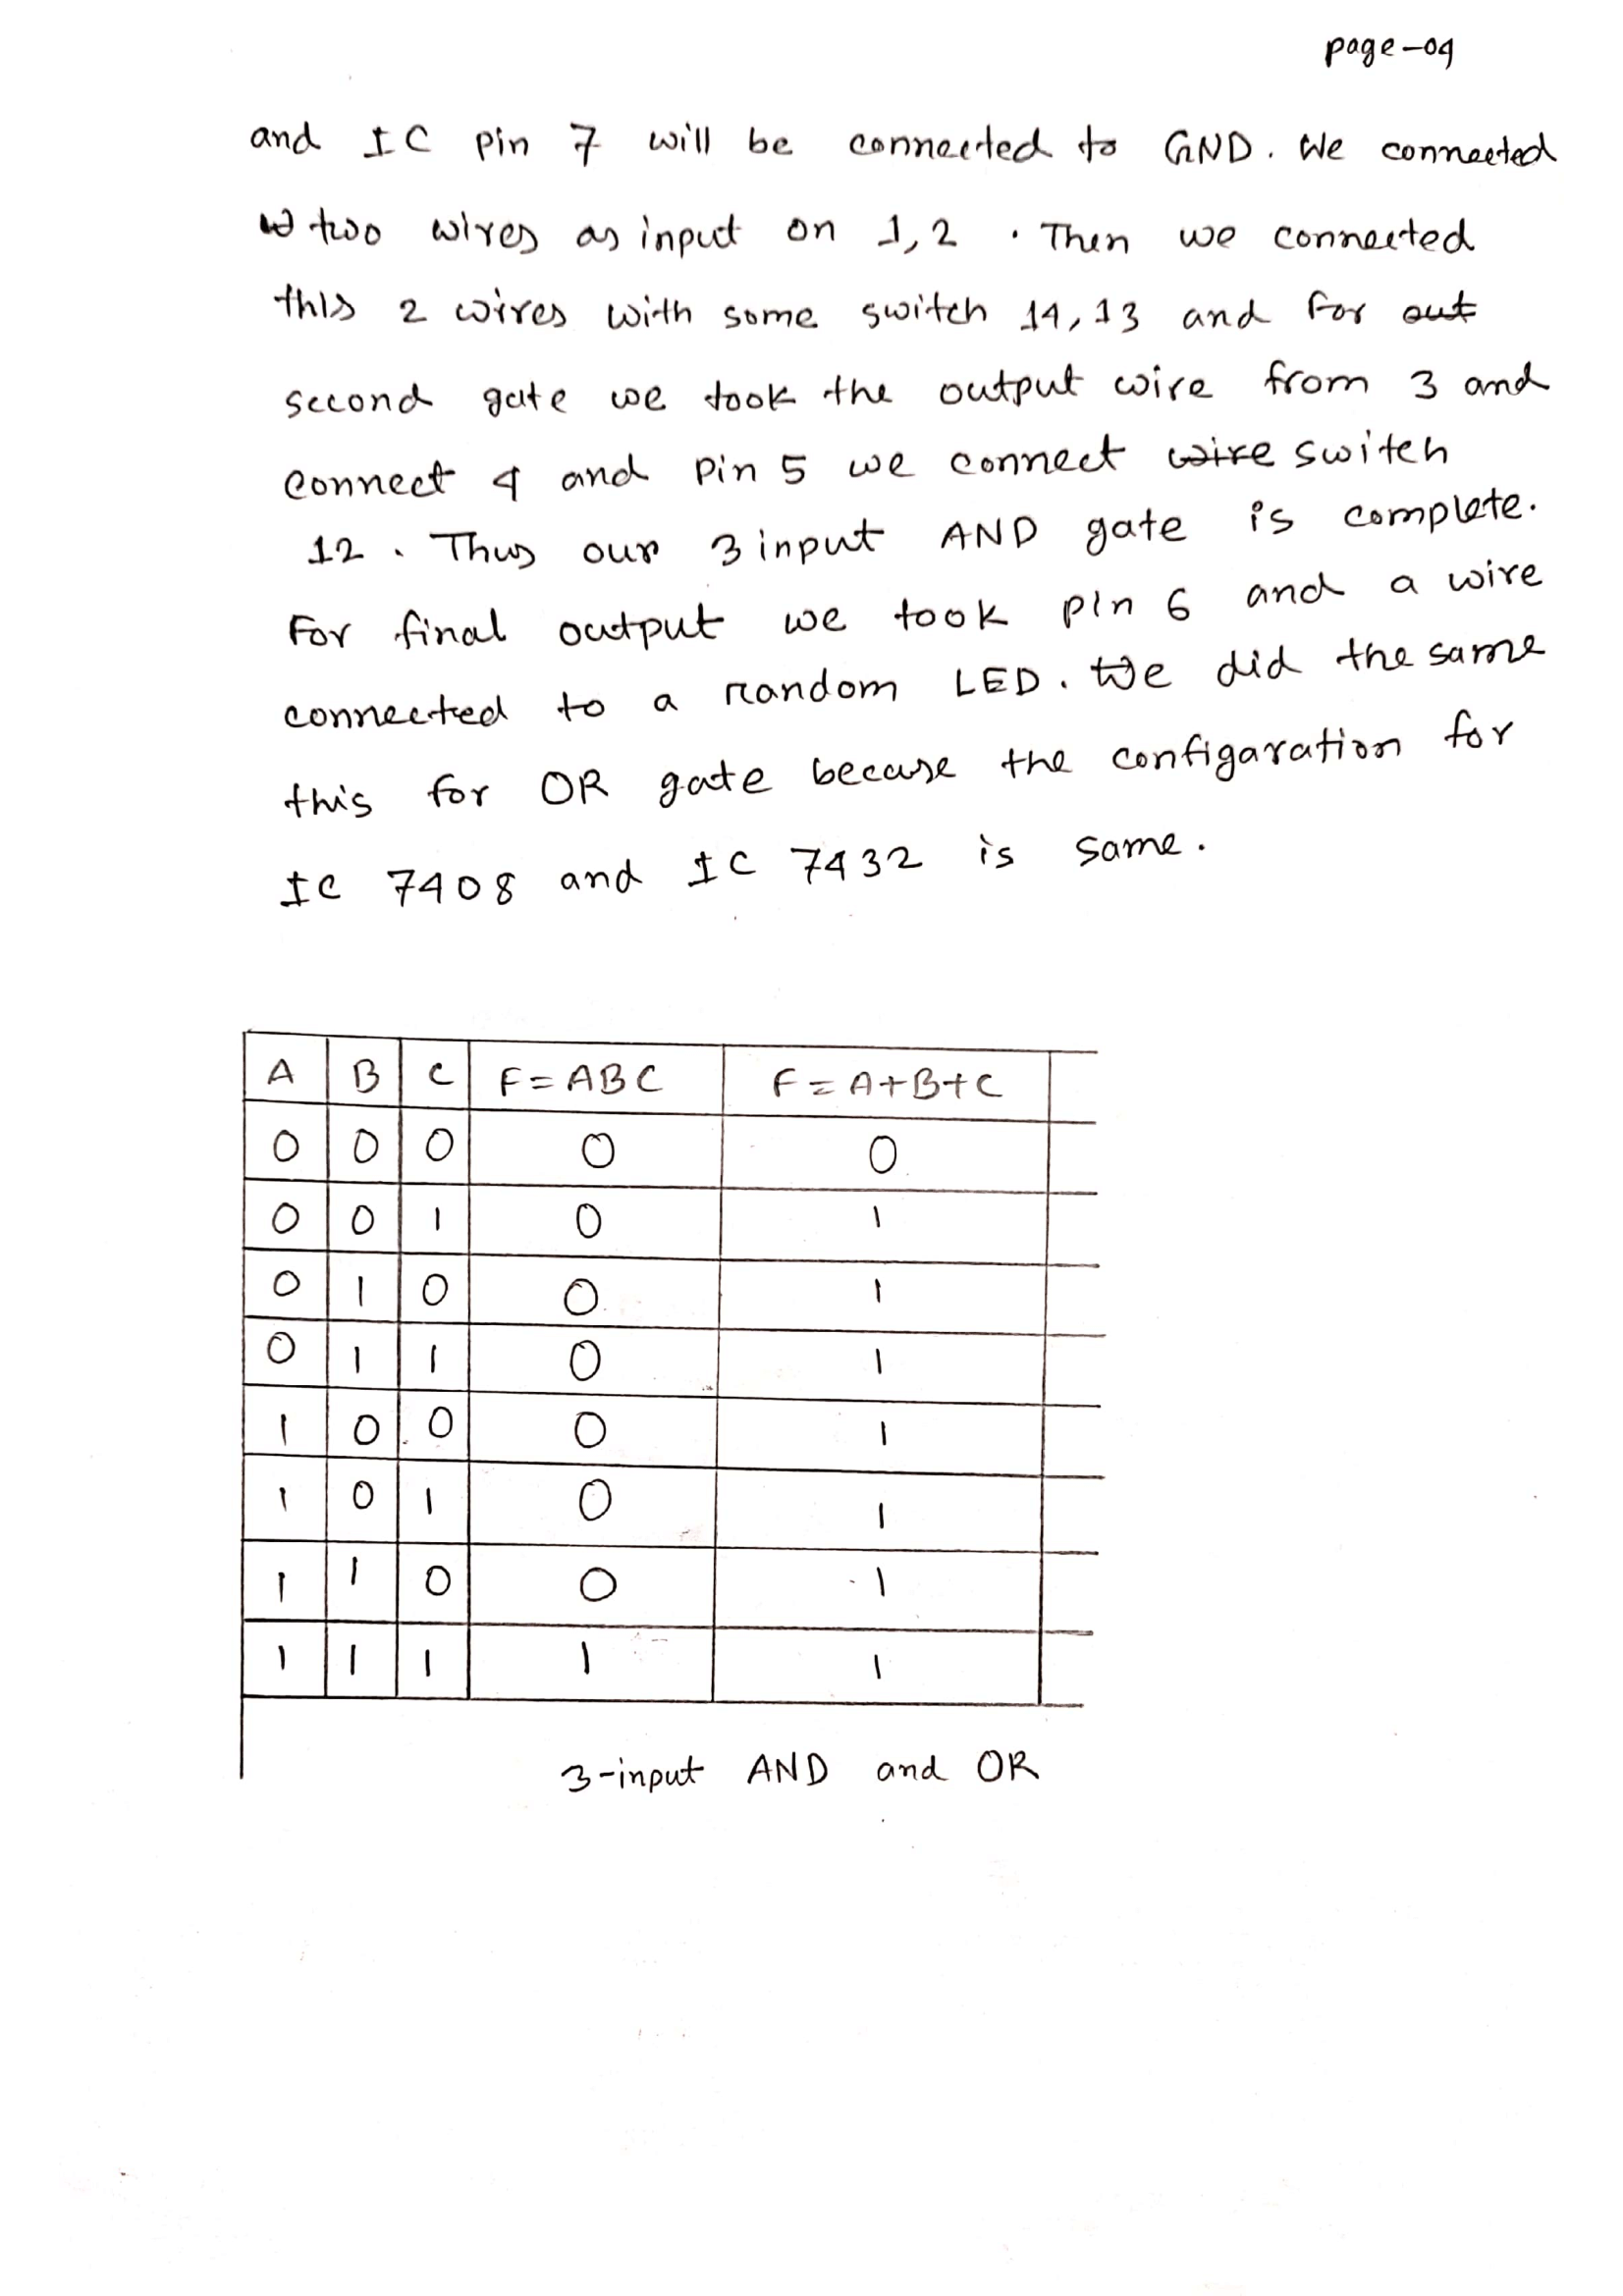 page-04
and IC pin 7 will be connected to GND. We connected
two wires as input on 1,2. Then we connected
this 2 wires with some switch 14,13 and for out
second gate we took the output wire from 3 and
connect 4 and pin 5 we connect wire switch
12. Thus our 3 input AND gate is complete.
For final output we took pin 6 and a wire
connected to a random LED. We did the same
this for OR gate because the configaration for
IC 7408 and IC 7432 is same.
A B C F=ABC F=A+B+C
0 0 0 0 0
0 0 1 0 1
0 1 0 0 1
0 1 1 0 1
1 0 0 0 1
1 0 1 0 1
1 1 0 0 1
1 1 1 1 1
3-input AND and OR